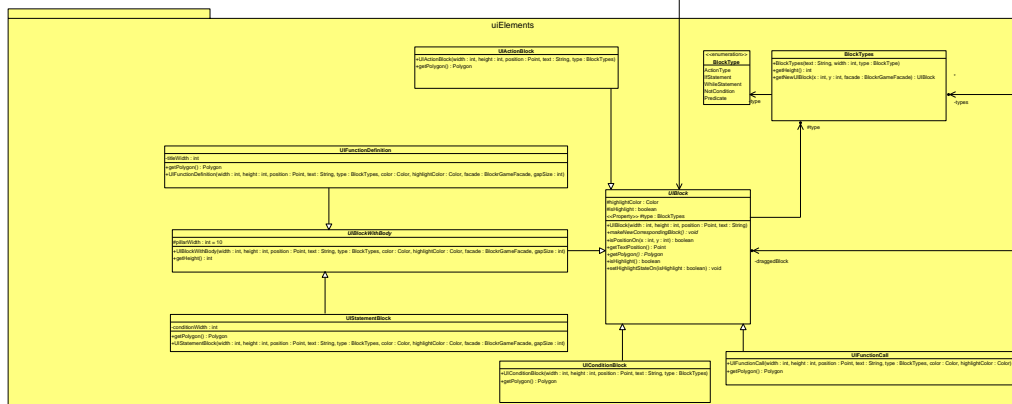 uiElements
UIActionBlock
+UIActionBlock(width : int, height : int, position : Point, text : String, type : BlockTypes)
+getPolygon() : Polygon
<<enumeration>>
BlockType
ActionType
IfStatement
WhileStatement
NotCondition
Predicate
-type
BlockTypes
+BlockTypes(text : String, width : int, type : BlockType)
+getHeight() : int
+getNewUIBlock(x : int, y : int, facade : BlockrGameFacade) : UIBlock
*
-types
#type
UIFunctionDefinition
-titleWidth : int
+getPolygon() : Polygon
+UIFunctionDefinition(width : int, height : int, position : Point, text : String, type : BlockTypes, color : Color, highlightColor : Color, facade : BlockrGameFacade, gapSize : int)
UIBlock
#highlightColor : Color
#isHighlight : boolean
<<Property>> #type : BlockTypes
+UIBlock(width : int, height : int, position : Point, text : String)
+makeNewCorrespondingBlock() : void
+isPositionOn(x : int, y : int) : boolean
+getTextPosition() : Point
+getPolygon() : Polygon
+isHighlight() : boolean
+setHighlightStateOn(isHighlight : boolean) : void
-draggedBlock
UIBlockWithBody
#pillarWidth : int = 10
+UIBlockWithBody(width : int, height : int, position : Point, text : String, type : BlockTypes, color : Color, highlightColor : Color, facade : BlockrGameFacade, gapSize : int)
+getHeight() : int
UIStatementBlock
-conditionWidth : int
+getPolygon() : Polygon
+UIStatementBlock(width : int, height : int, position : Point, text : String, type : BlockTypes, color : Color, highlightColor : Color, facade : BlockrGameFacade, gapSize : int)
UIConditionBlock
+UIConditionBlock(width : int, height : int, position : Point, text : String, type : BlockTypes)
+getPolygon() : Polygon
UIFunctionCall
+UIFunctionCall(width : int, height : int, position : Point, text : String, type : BlockTypes, color : Color, highlightColor : Color)
+getPolygon() : Polygon